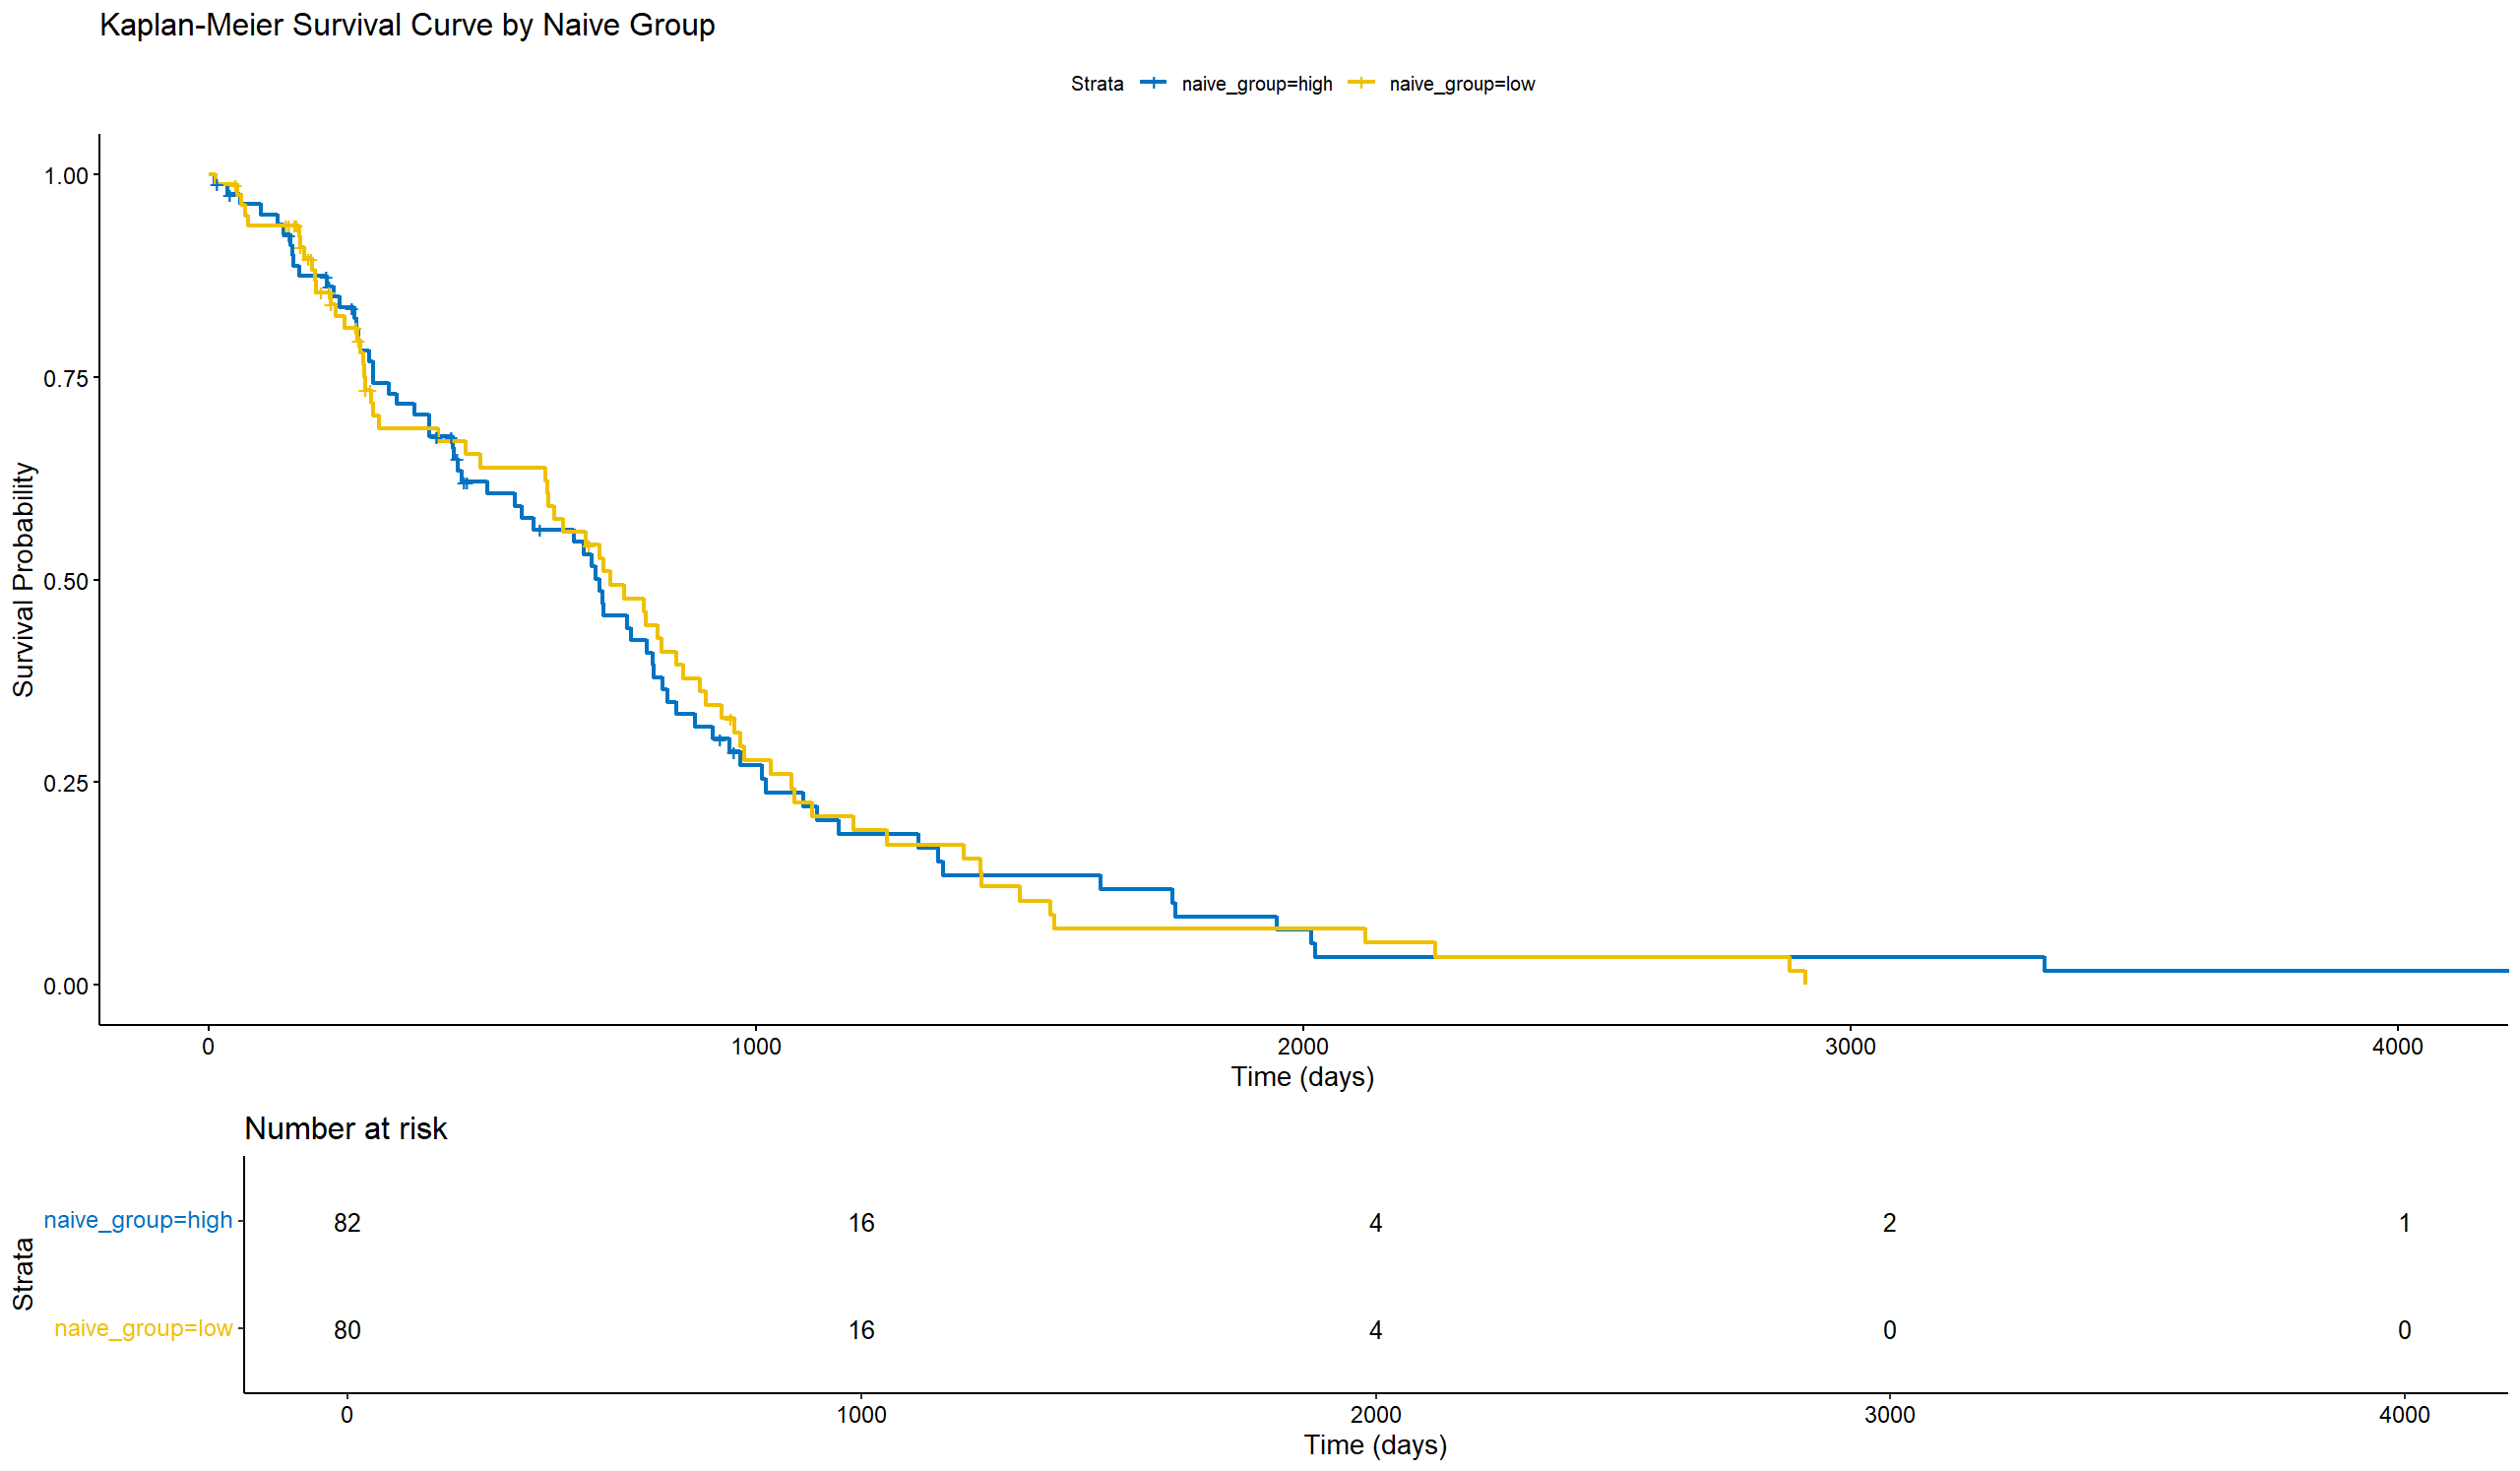 Kaplan-Meier Survival Curve by Naive Group
Strata naive_group=high naive_group=low
1.00
0.75
0.50
0.25
0.00
Survival Probability
0 1000 2000 3000 4000
Time (days)
Number at risk
naive_group=high 82 16 4 2 1
naive_group=low 80 16 4 0 0
Strata
0 1000 2000 3000 4000
Time (days)